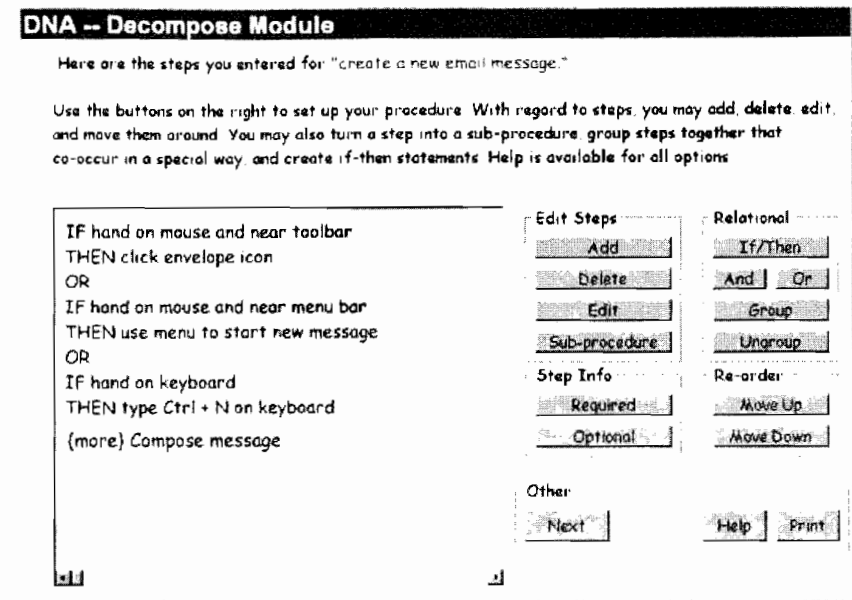 DNA -- Decompose Module
Here are the steps you entered for "create a new email message."
Use the buttons on the right to set up your procedure. With regard to steps, you may add, delete, edit,
and move them around. You may also turn a step into a sub-procedure, group steps together that
co-occur in a special way, and create if-then statements. Help is available for all options
IF hand on mouse and near toolbar
THEN click envelope icon
OR
IF hand on mouse and near menu bar
THEN use menu to start new message
OR
IF hand on keyboard
THEN type Ctrl + N on keyboard
{more} Compose message
Edit Steps
Add
Delete
Edit
Sub-procedure
Relational
If/Then
And Or
Group
Ungroup
Step Info
Required
Optional
Re-order
Move Up
Move Down
Other
Next
Help Print